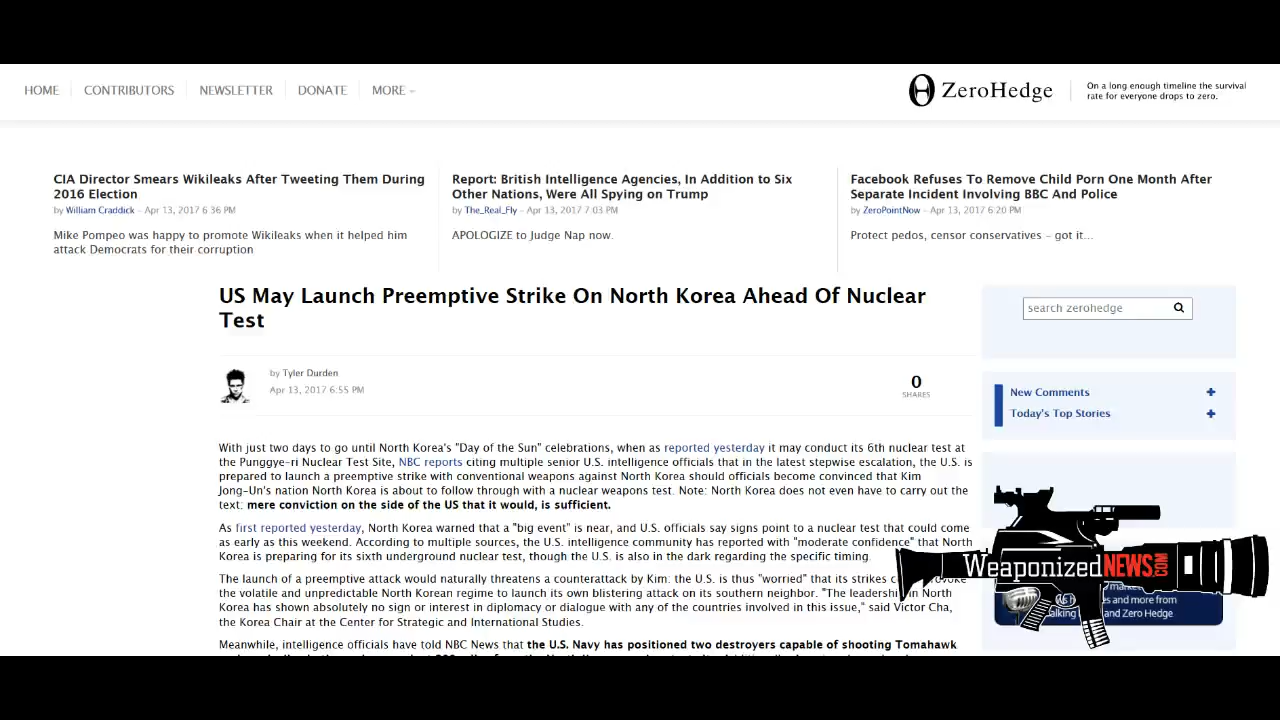 HOME CONTRIBUTORS NEWSLETTER DONATE MORE
ZeroHedge
On a long enough timeline the survival
rate for everyone drops to zero.
CIA Director Smears Wikileaks After Tweeting Them During
2016 Election
by William Craddick - Apr 13, 2017 6:36 PM
Mike Pompeo was happy to promote Wikileaks when it helped him
attack Democrats for their corruption
Report: British Intelligence Agencies, In Addition to Six
Other Nations, Were All Spying on Trump
by The_Real_Fly - Apr 13, 2017 7:03 PM
APOLOGIZE to Judge Nap now.
Facebook Refuses To Remove Child Porn One Month After
Separate Incident Involving BBC And Police
by ZeroPointNow - Apr 13, 2017 6:20 PM
Protect pedos, censor conservatives - got it...
US May Launch Preemptive Strike On North Korea Ahead Of Nuclear
Test
by Tyler Durden
Apr 13, 2017 6:55 PM
0
SHARES
With just two days to go until North Korea's "Day of the Sun" celebrations, when as reported yesterday it may conduct its 6th nuclear test at
the Punggye-ri Nuclear Test Site, NBC reports citing multiple senior U.S. intelligence officials that in the latest stepwise escalation, the U.S. is
prepared to launch a preemptive strike with conventional weapons against North Korea should officials become convinced that Kim
Jong-Un's nation North Korea is about to follow through with a nuclear weapons test. Note: North Korea does not even have to carry out the
text: mere conviction on the side of the US that it would, is sufficient.
As first reported yesterday, North Korea warned that a "big event" is near, and U.S. officials say signs point to a nuclear test that could come
as early as this weekend. According to multiple sources, the U.S. intelligence community has reported with "moderate confidence" that North
Korea is preparing for its sixth underground nuclear test, though the U.S. is also in the dark regarding the specific timing.
The launch of a preemptive attack would naturally threatens a counterattack by Kim: the U.S. is thus "worried" that its strikes
the volatile and unpredictable North Korean regime to launch its own blistering attack on its southern neighbor. "The leadership in North
Korea has shown absolutely no sign or interest in diplomacy or dialogue with any of the countries involved in this issue," said Victor Cha,
the Korea Chair at the Center for Strategic and International Studies.
Meanwhile, intelligence officials have told NBC News that the U.S. Navy has positioned two destroyers capable of shooting Tomahawk
search zerohedge
New Comments +
Today's Top Stories +
WeaponizedNEWS.COM
es and more from
and Zero Hedge.